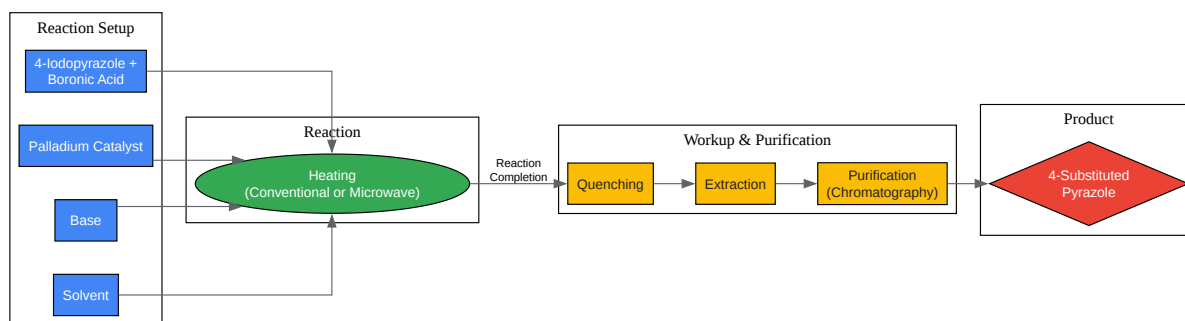 Reaction Setup
4-Iodopyrazole +
Boronic Acid
Palladium Catalyst
Base
Solvent
Reaction
Heating
(Conventional or Microwave)
Reaction
Completion
Workup & Purification
Quenching
Extraction
Purification
(Chromatography)
Product
4-Substituted
Pyrazole